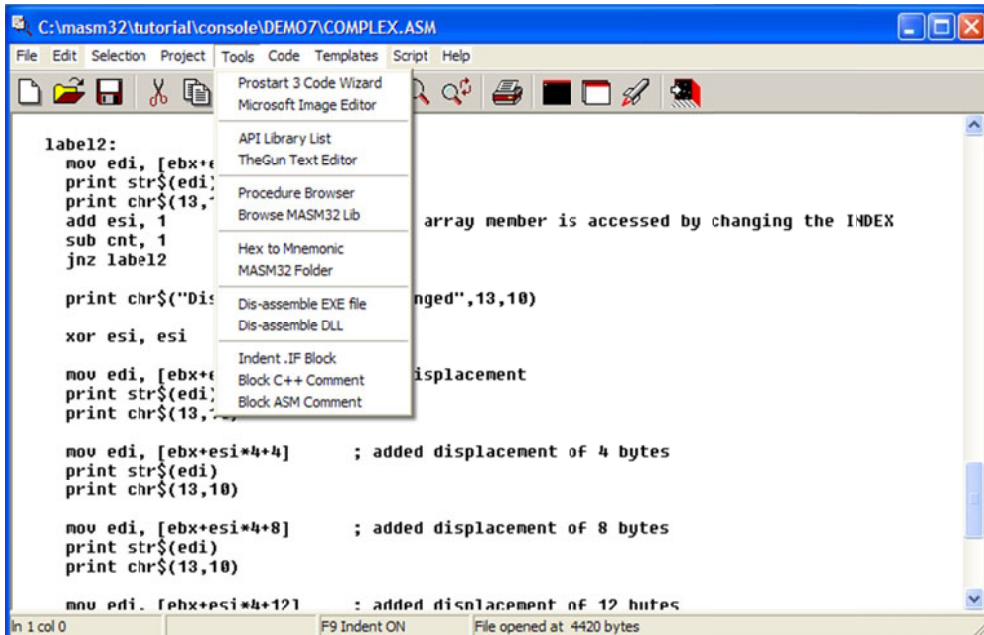 C:\masm32\tutorial\console\DEMO7\COMPLEX.ASM
File Edit Selection Project Tools Code Templates Script Help
Prostart 3 Code Wizard
Microsoft Image Editor
API Library List
TheGun Text Editor
Procedure Browser
Browse MASM32 Lib
Hex to Mnemonic
MASM32 Folder
Dis-assemble EXE file
Dis-assemble DLL
Indent .IF Block
Block C++ Comment
Block ASM Comment
label2:
mov edi, [ebx+e
print str$(edi)
print chr$(13,
add esi, 1 array member is accessed by changing the INDEX
sub cnt, 1
jnz label2
print chr$("Dis nged",13,10)
xor esi, esi
mov edi, [ebx+e isplacement
print str$(edi)
print chr$(13,
mov edi, [ebx+esi*4+4] ; added displacement of 4 bytes
print str$(edi)
print chr$(13,10)
mov edi, [ebx+esi*4+8] ; added displacement of 8 bytes
print str$(edi)
print chr$(13,10)
mov edi, [ebx+esi*4+12] ; added displacement of 12 bytes
ln 1 col 0 F9 Indent ON File opened at 4420 bytes